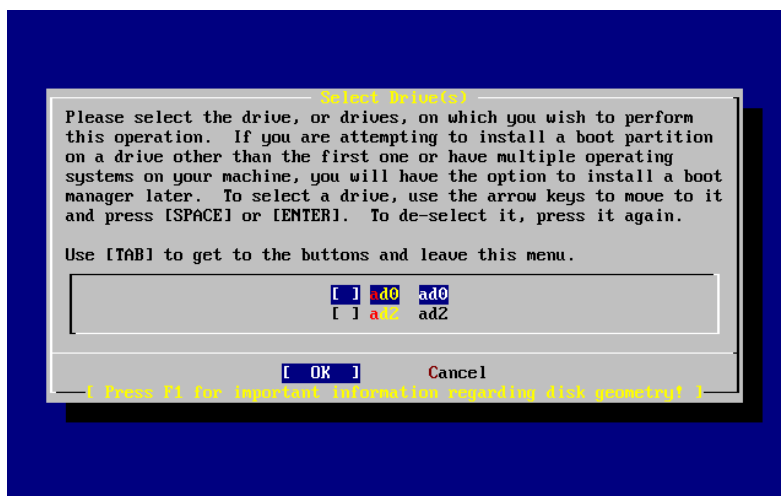 Select Drive(s)
Please select the drive, or drives, on which you wish to perform
this operation.  If you are attempting to install a boot partition
on a drive other than the first one or have multiple operating
systems on your machine, you will have the option to install a boot
manager later.  To select a drive, use the arrow keys to move to it
and press [SPACE] or [ENTER].  To de-select it, press it again.
Use [TAB] to get to the buttons and leave this menu.
[ ] ad0 ad0
[ ] ad2 ad2
[ OK ] Cancel
[ Press F1 for important information regarding disk geometry! ]